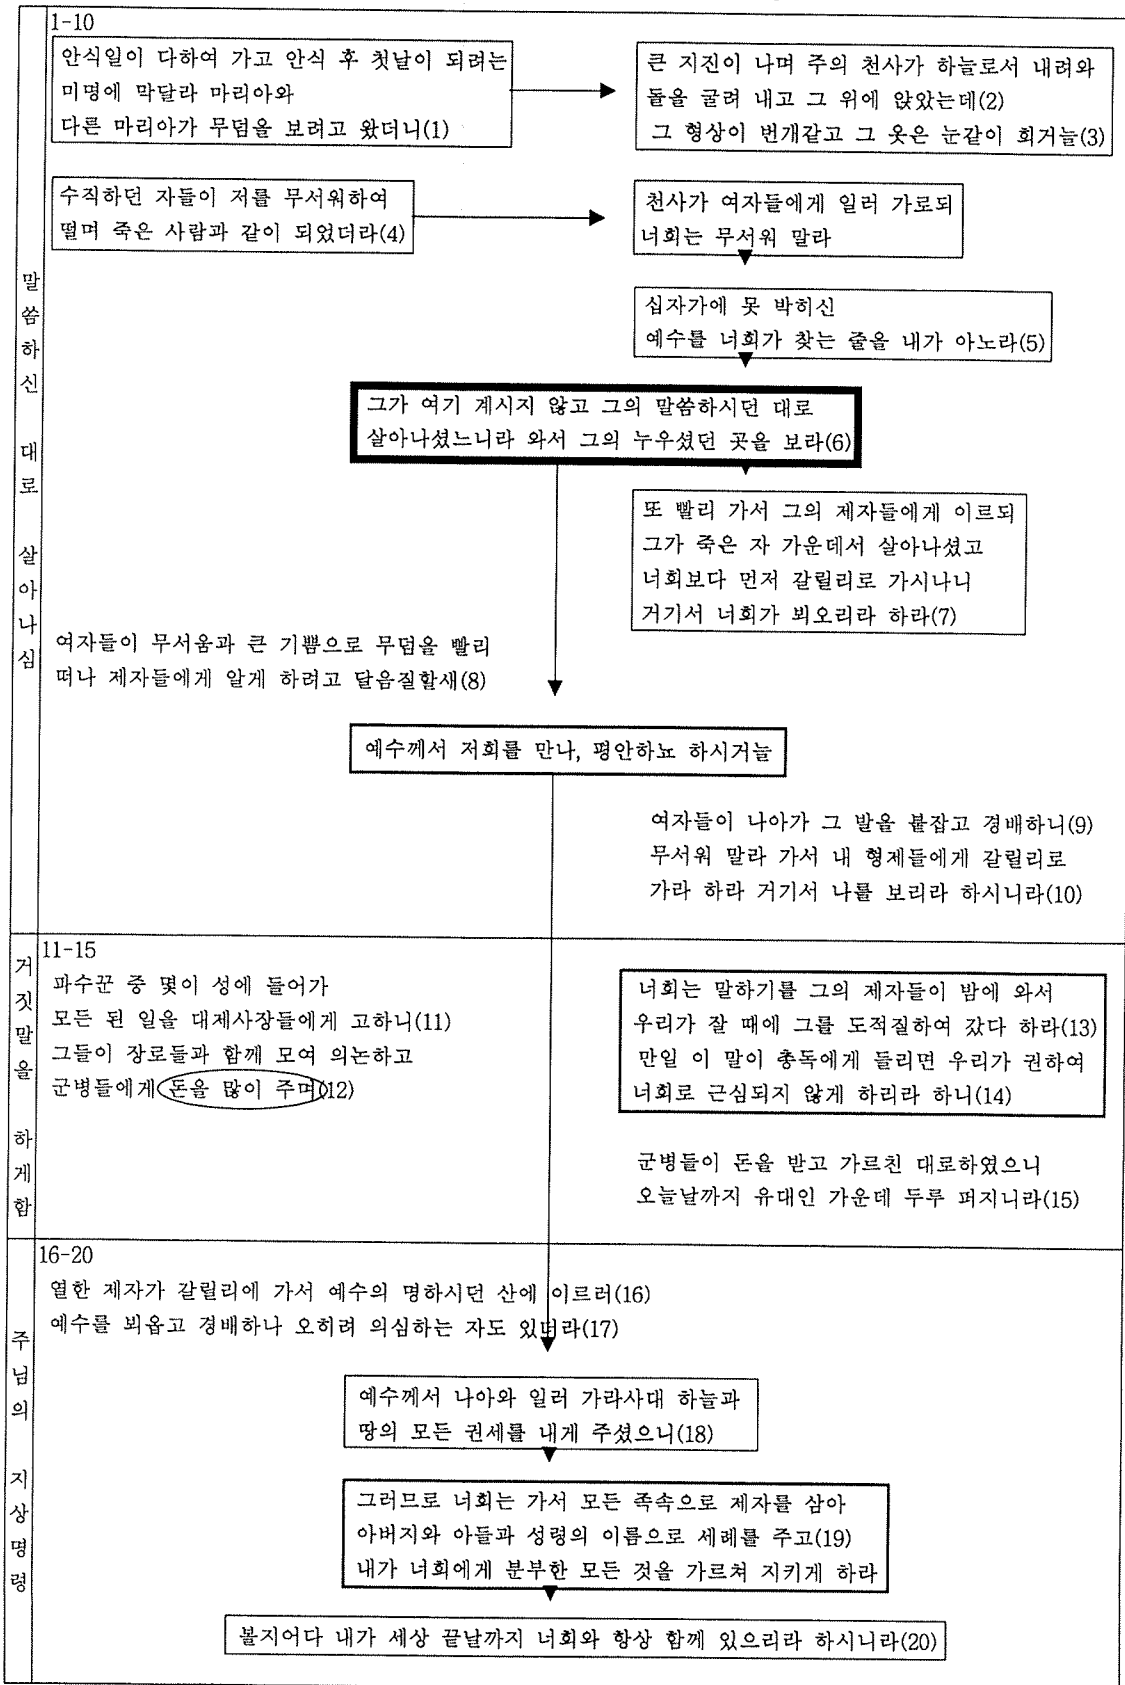 말씀하신 대로 살아나심
1-10
안식일이 다하여 가고 안식 후 첫날이 되려는
미명에 막달라 마리아와
다른 마리아가 무덤을 보려고 왔더니(1)
큰 지진이 나며 주의 천사가 하늘로서 내려와
돌을 굴려 내고 그 위에 앉았는데(2)
그 형상이 번개같고 그 옷은 눈같이 희거늘(3)
수직하던 자들이 저를 무서워하여
떨며 죽은 사람과 같이 되었더라(4)
천사가 여자들에게 일러 가로되
너희는 무서워 말라
십자가에 못 박히신
예수를 너희가 찾는 줄을 내가 아노라(5)
그가 여기 계시지 않고 그의 말씀하시던 대로
살아나셨느니라 와서 그의 누우셨던 곳을 보라(6)
또 빨리 가서 그의 제자들에게 이르되
그가 죽은 자 가운데서 살아나셨고
너희보다 먼저 갈릴리로 가시나니
거기서 너희가 뵈오리라 하라(7)
여자들이 무서움과 큰 기쁨으로 무덤을 빨리
떠나 제자들에게 알게 하려고 달음질할새(8)
예수께서 저희를 만나, 평안하뇨 하시거늘
여자들이 나아가 그 발을 붙잡고 경배하니(9)
무서워 말라 가서 내 형제들에게 갈릴리로
가라 하라 거기서 나를 보리라 하시니라(10)
거짓말을 하게함
11-15
파수꾼 중 몇이 성에 들어가
모든 된 일을 대제사장들에게 고하니(11)
그들이 장로들과 함께 모여 의논하고
군병들에게 돈을 많이 주며(12)
너희는 말하기를 그의 제자들이 밤에 와서
우리가 잘 때에 그를 도적질하여 갔다 하라(13)
만일 이 말이 총독에게 들리면 우리가 권하여
너희로 근심되지 않게 하리라 하니(14)
군병들이 돈을 받고 가르친 대로하였으니
오늘날까지 유대인 가운데 두루 퍼지니라(15)
주님의 지상명령
16-20
열한 제자가 갈릴리에 가서 예수의 명하시던 산에 이르러(16)
예수를 뵈옵고 경배하나 오히려 의심하는 자도 있더라(17)
예수께서 나아와 일러 가라사대 하늘과
땅의 모든 권세를 내게 주셨으니(18)
그러므로 너희는 가서 모든 족속으로 제자를 삼아
아버지와 아들과 성령의 이름으로 세례를 주고(19)
내가 너희에게 분부한 모든 것을 가르쳐 지키게 하라
볼지어다 내가 세상 끝날까지 너희와 항상 함께 있으리라 하시니라(20)